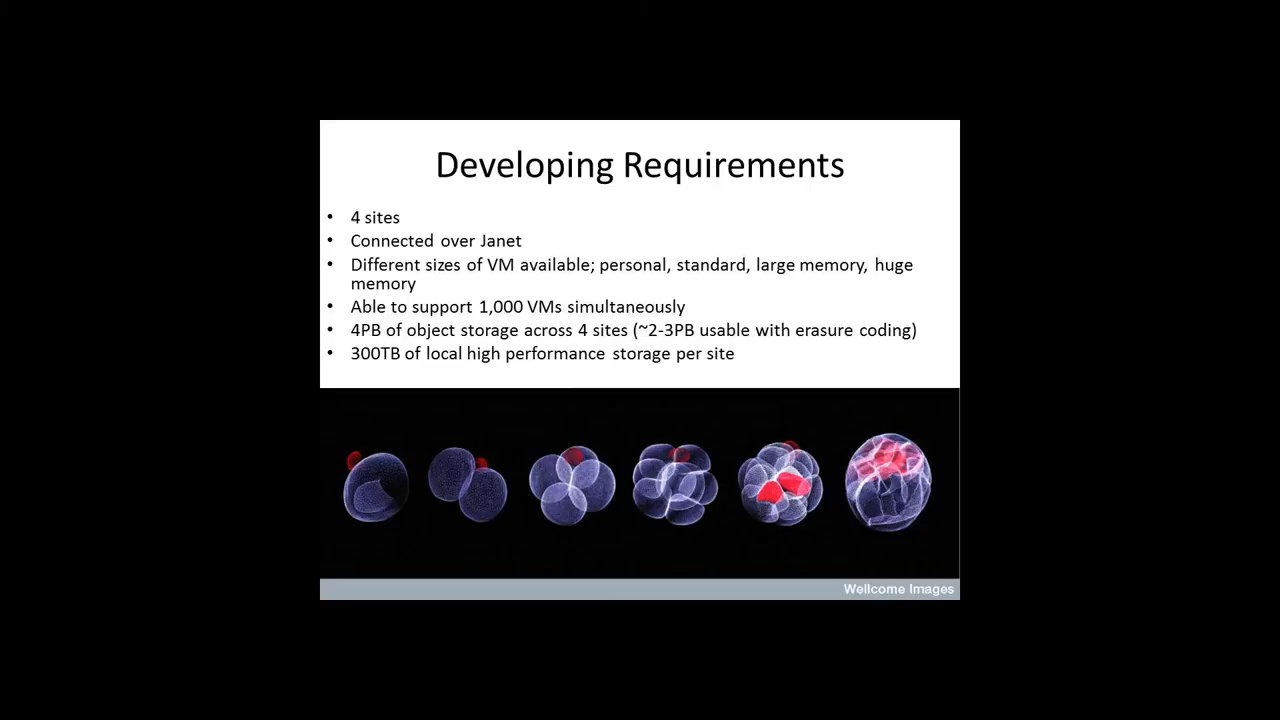 Developing Requirements
• 4 sites
• Connected over Janet
• Different sizes of VM available; personal, standard, large memory, huge
memory
• Able to support 1,000 VMs simultaneously
• 4PB of object storage across 4 sites (~2-3PB usable with erasure coding)
• 300TB of local high performance storage per site
Wellcome Images